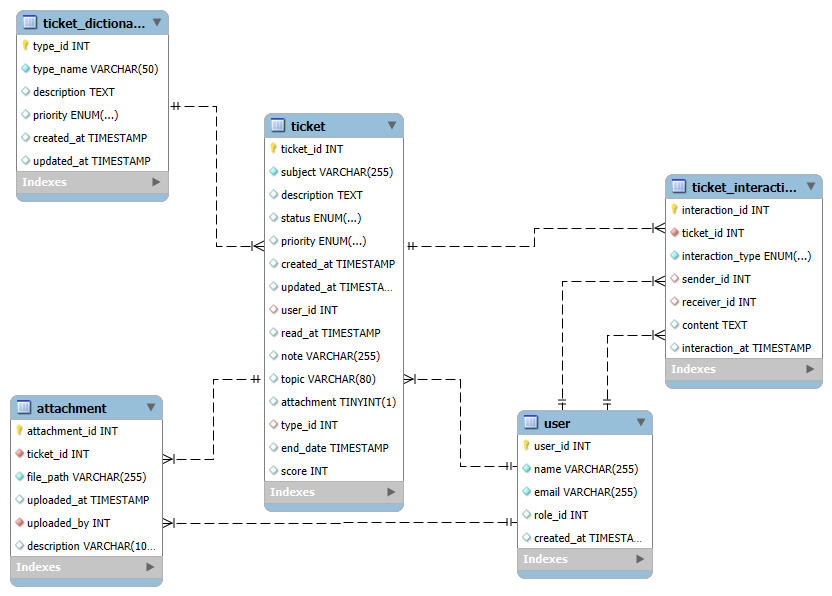 ticket_dictiona...
type_id INT
type_name VARCHAR(50)
description TEXT
priority ENUM(...)
created_at TIMESTAMP
updated_at TIMESTAMP
Indexes
ticket
ticket_id INT
subject VARCHAR(255)
description TEXT
status ENUM(...)
priority ENUM(...)
created_at TIMESTAMP
updated_at TIMESTA...
user_id INT
read_at TIMESTAMP
note VARCHAR(255)
topic VARCHAR(80)
attachment TINYINT(1)
type_id INT
end_date TIMESTAMP
score INT
Indexes
ticket_interacti...
interaction_id INT
ticket_id INT
interaction_type ENUM(...)
sender_id INT
receiver_id INT
content TEXT
interaction_at TIMESTAMP
Indexes
attachment
attachment_id INT
ticket_id INT
file_path VARCHAR(255)
uploaded_at TIMESTAMP
uploaded_by INT
description VARCHAR(10...
Indexes
user
user_id INT
name VARCHAR(255)
email VARCHAR(255)
role_id INT
created_at TIMESTA...
Indexes